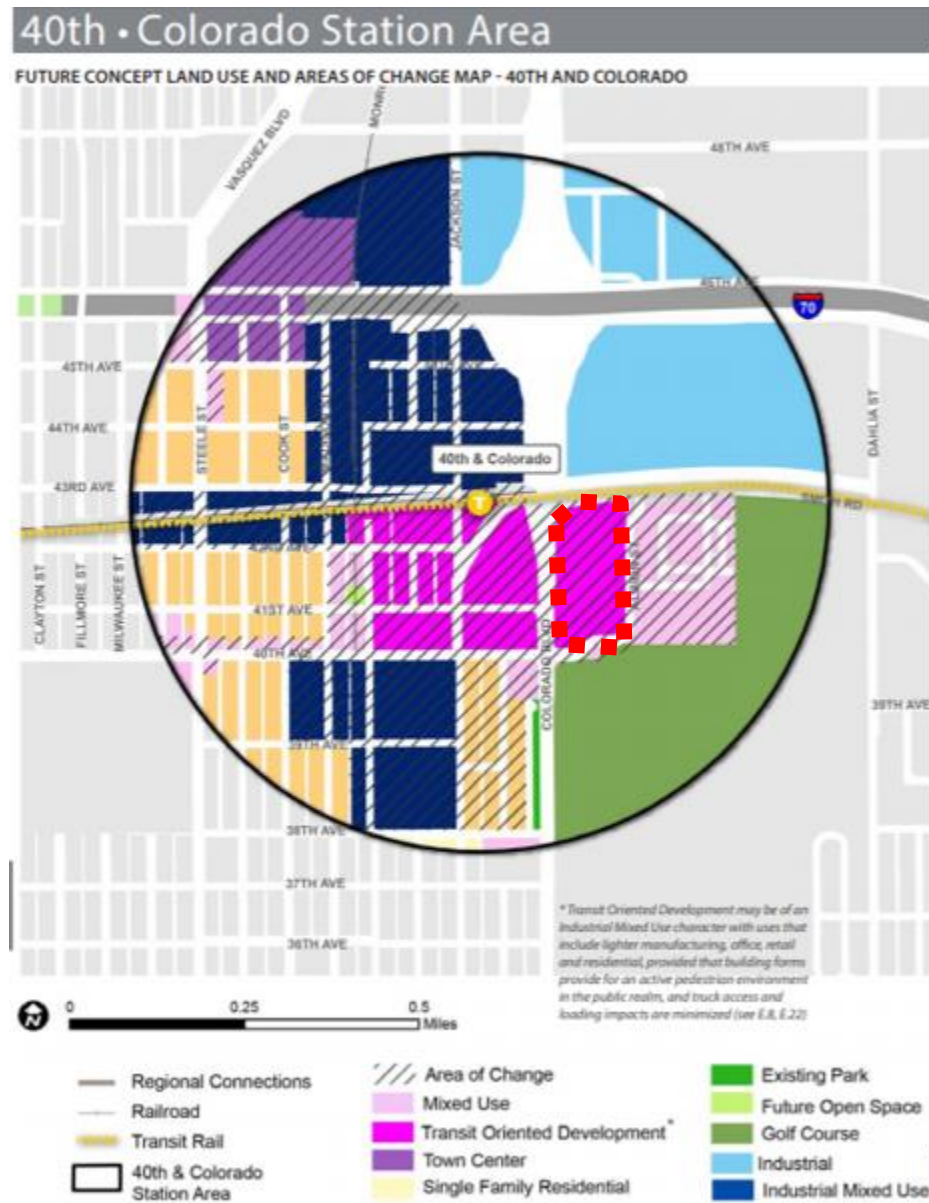 40th • Colorado Station Area
FUTURE CONCEPT LAND USE AND AREAS OF CHANGE MAP - 40TH AND COLORADO
VASQUEZ BLVD
JACKSON ST
48TH AVE
46TH AVE
70
45TH AVE
44TH AVE
STEELE ST
COOK ST
MADISON ST
DAHLIA ST
40th & Colorado
T
43RD AVE
SMITH RD
CLAYTON ST
FILLMORE ST
MILWAUKEE ST
41ST AVE
40TH AVE
COLORADO BLVD
39TH AVE
39TH AVE
38TH AVE
37TH AVE
36TH AVE
* Transit Oriented Development may be of an
Industrial Mixed Use character with uses that
include lighter manufacturing, office, retail
and residential, provided that building forms
provide for an active pedestrian environment
in the public realm, and truck access and
loading impacts are minimized (see E.8, E.22)
N
0 0.25 0.5
Miles
Regional Connections
Railroad
Transit Rail
40th & Colorado
Station Area
Area of Change
Mixed Use
Transit Oriented Development*
Town Center
Single Family Residential
Existing Park
Future Open Space
Golf Course
Industrial
Industrial Mixed Use